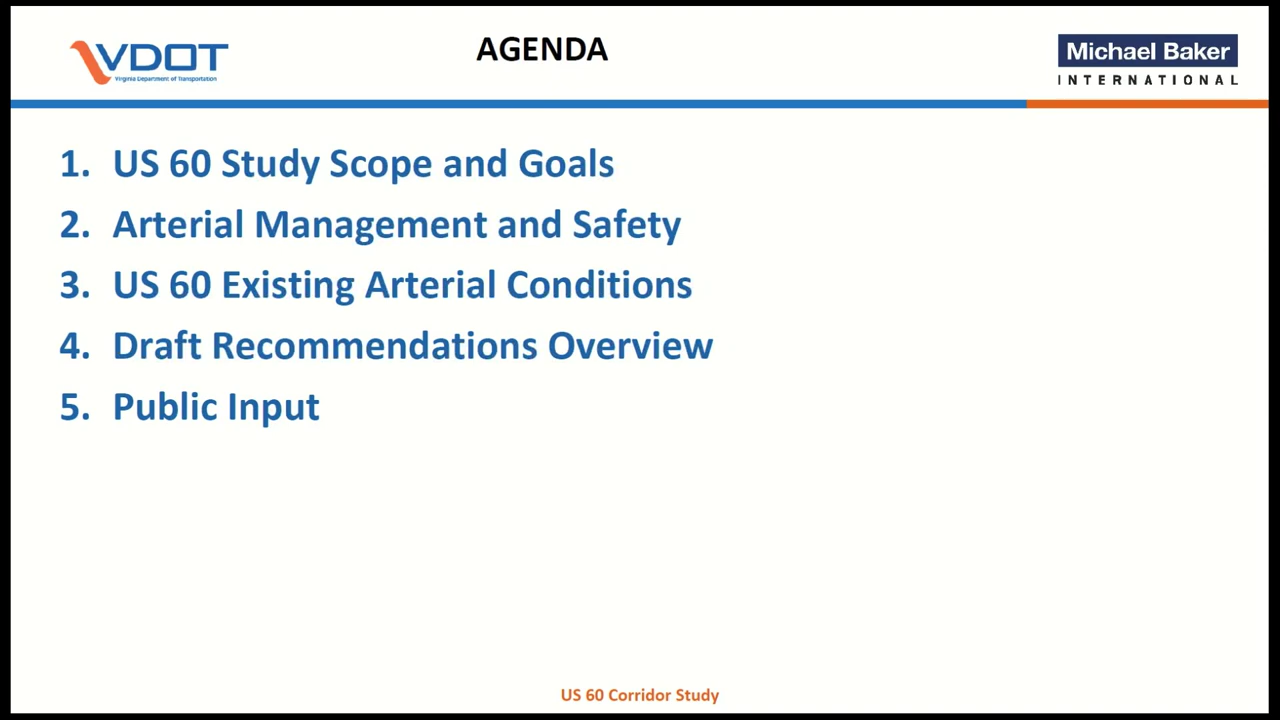 VDOT
Virginia Department of Transportation
AGENDA
Michael Baker
INTERNATIONAL
1. US 60 Study Scope and Goals
2. Arterial Management and Safety
3. US 60 Existing Arterial Conditions
4. Draft Recommendations Overview
5. Public Input
US 60 Corridor Study